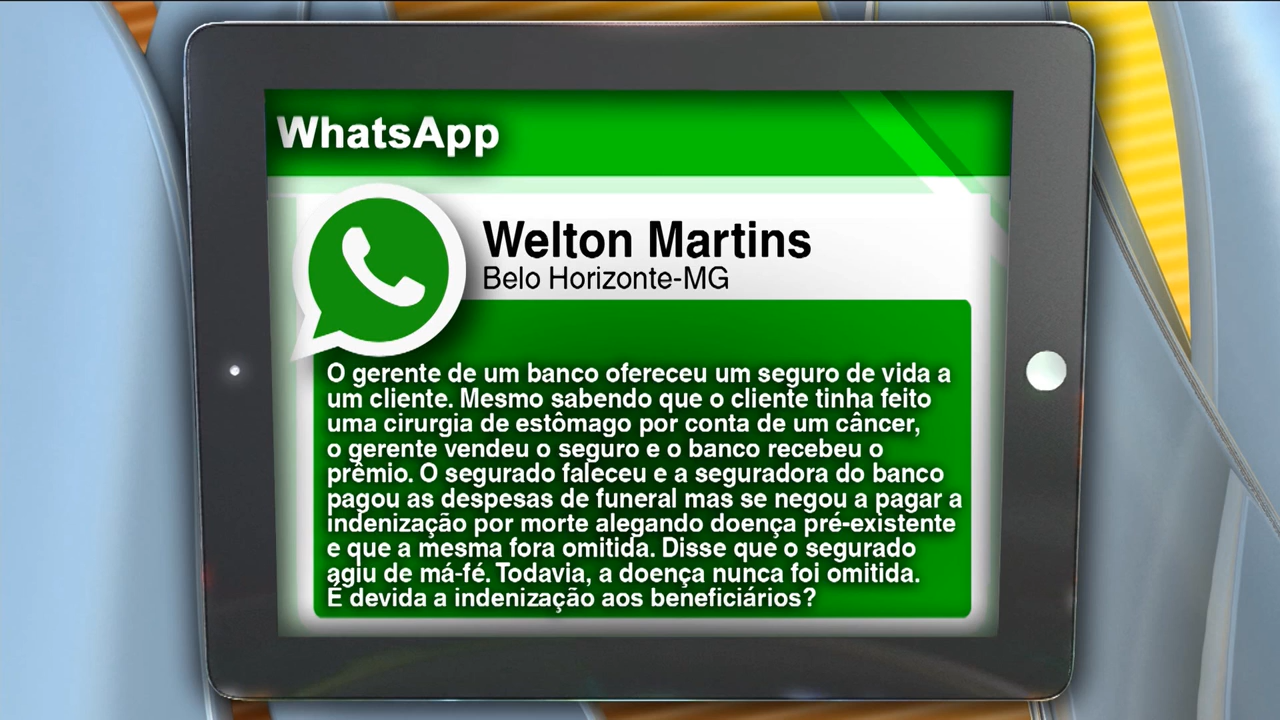 WhatsApp
Welton Martins
Belo Horizonte-MG
O gerente de um banco ofereceu um seguro de vida a
um cliente. Mesmo sabendo que o cliente tinha feito
uma cirurgia de estômago por conta de um câncer,
o gerente vendeu o seguro e o banco recebeu o
prêmio. O segurado faleceu e a seguradora do banco
pagou as despesas de funeral mas se negou a pagar a
indenização por morte alegando doença pré-existente
e que a mesma fora omitida. Disse que o segurado
agiu de má-fé. Todavia, a doença nunca foi omitida.
É devida a indenização aos beneficiários?